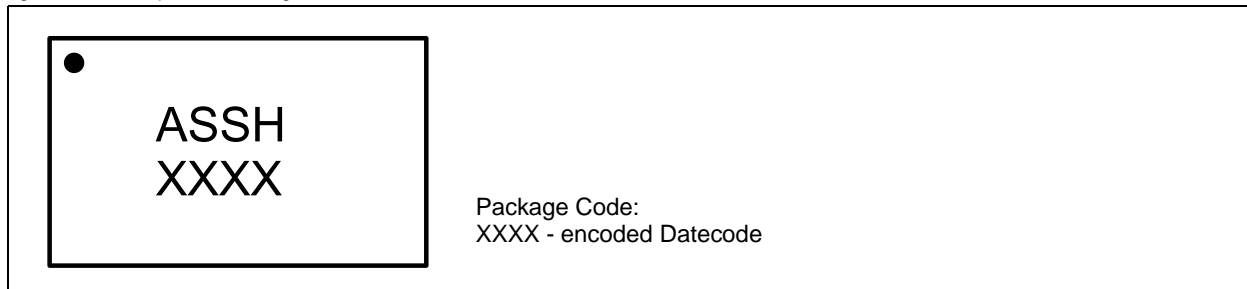 ASSH
XXXX
Package Code:
XXXX - encoded Datecode